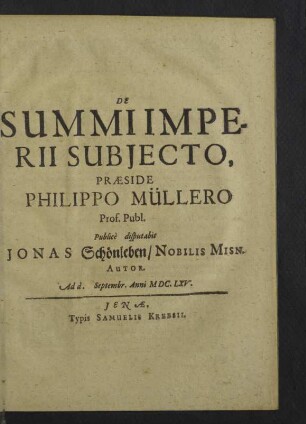 DE
SUMMI IMPE-
RII SUBJECTO,
PRÆSIDE
PHILIPPO MÜLLERO
Prof. Publ.
Publicè disputabit
JONAS Schönleben/ NOBILIS MISN.
AUTOR.
Ad d. Septembr. Anni MDC.LXV.
JENÆ,
Typis SAMUELIS KREBSII.